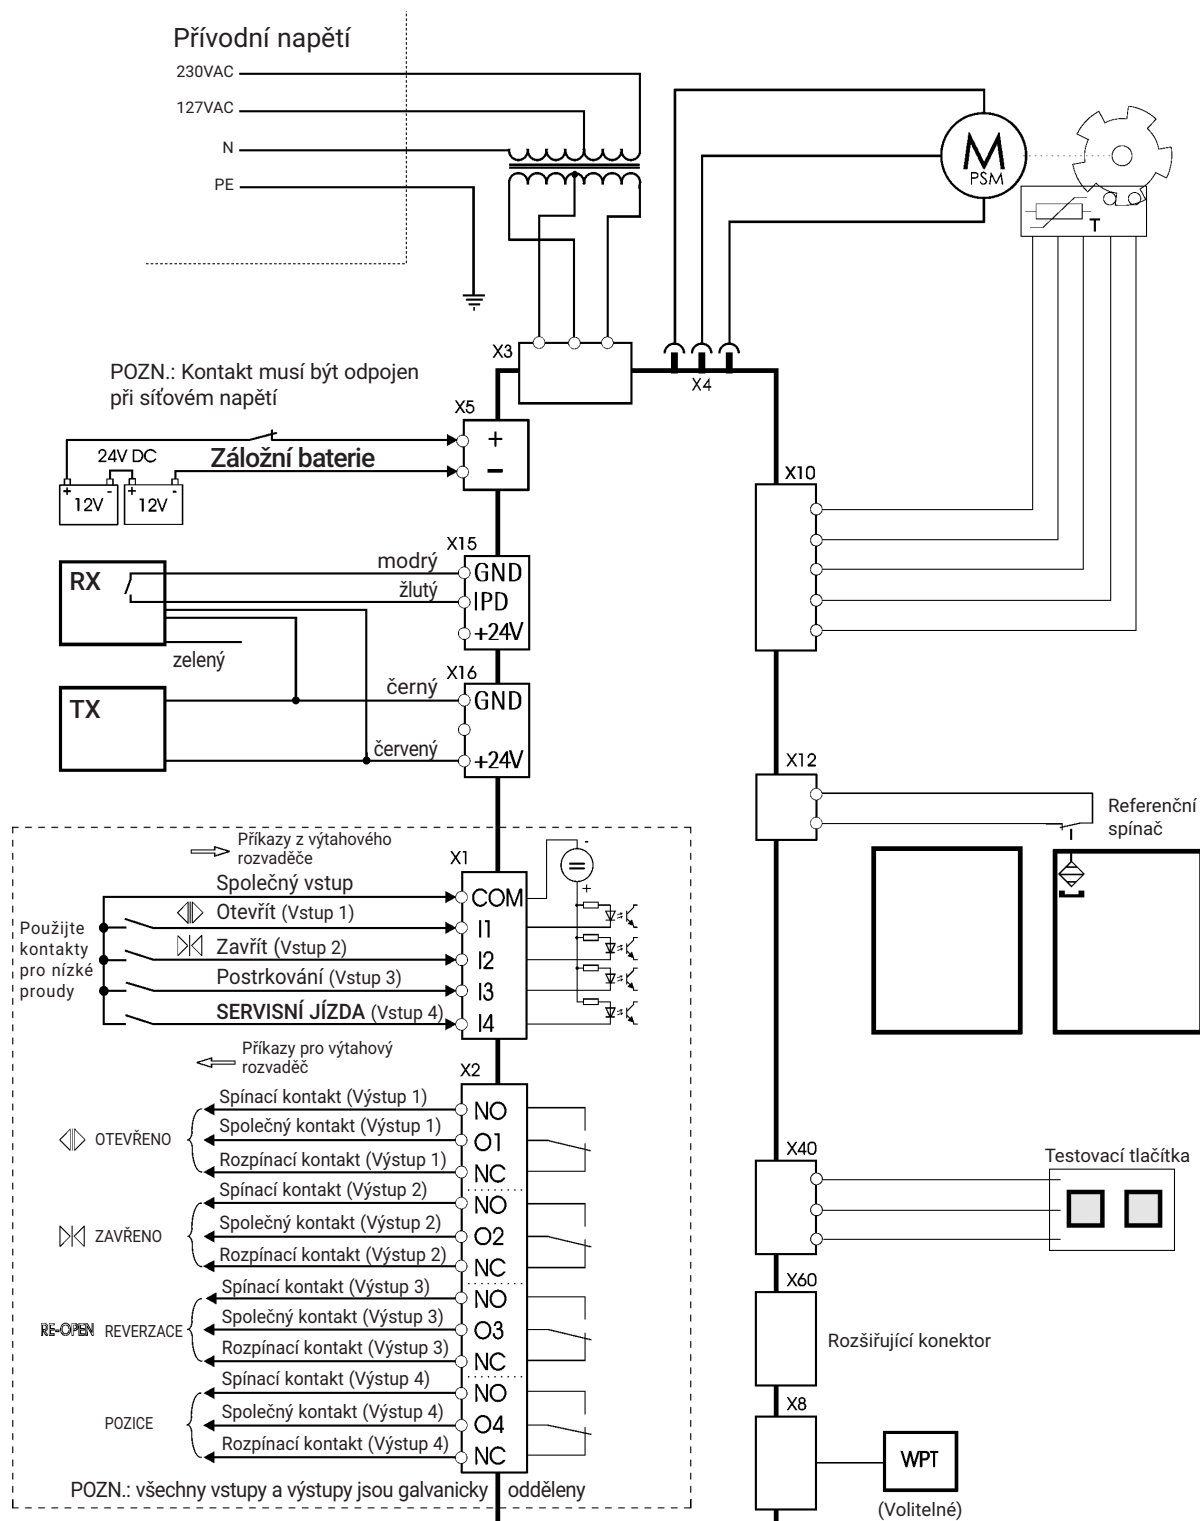 Přívodní napětí
230VAC
127VAC
N
PE
M
PSM
T
X3
X4
POZN.: Kontakt musí být odpojen
při síťovém napětí
X5
+
−
24V DC
Záložní baterie
+ - + -
12V 12V
X10
X15
RX
modrý
GND
žlutý
IPD
+24V
zelený
X16
TX
černý
GND
červený
+24V
X12
Referenční
spínač
Příkazy z výtahového
rozvaděče
X1
-
=
+
Společný vstup
COM
Otevřít (Vstup 1)
I1
Zavřít (Vstup 2)
I2
Postrkování (Vstup 3)
I3
SERVISNÍ JÍZDA (Vstup 4)
I4
Použijte
kontakty
pro nízké
proudy
Příkazy pro výtahový
rozvaděč
X2
Spínací kontakt (Výstup 1)
NO
OTEVŘENO
Společný kontakt (Výstup 1)
O1
Rozpínací kontakt (Výstup 1)
NC
Spínací kontakt (Výstup 2)
NO
ZAVŘENO
Společný kontakt (Výstup 2)
O2
Rozpínací kontakt (Výstup 2)
NC
Spínací kontakt (Výstup 3)
NO
RE-OPEN REVERZACE
Společný kontakt (Výstup 3)
O3
Rozpínací kontakt (Výstup 3)
NC
Spínací kontakt (Výstup 4)
NO
POZICE
Společný kontakt (Výstup 4)
O4
Rozpínací kontakt (Výstup 4)
NC
POZN.: všechny vstupy a výstupy jsou galvanicky odděleny
X40
Testovací tlačítka
X60
Rozšiřující konektor
X8
WPT
(Volitelné)